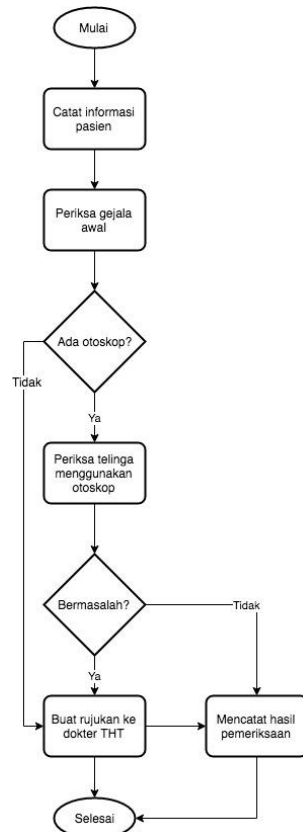 Mulai
Catat informasi
pasien
Periksa gejala
awal
Ada otoskop?
Tidak
Ya
Periksa telinga
menggunakan
otoskop
Bermasalah?
Tidak
Ya
Buat rujukan ke
dokter THT
Mencatat hasil
pemeriksaan
Selesai